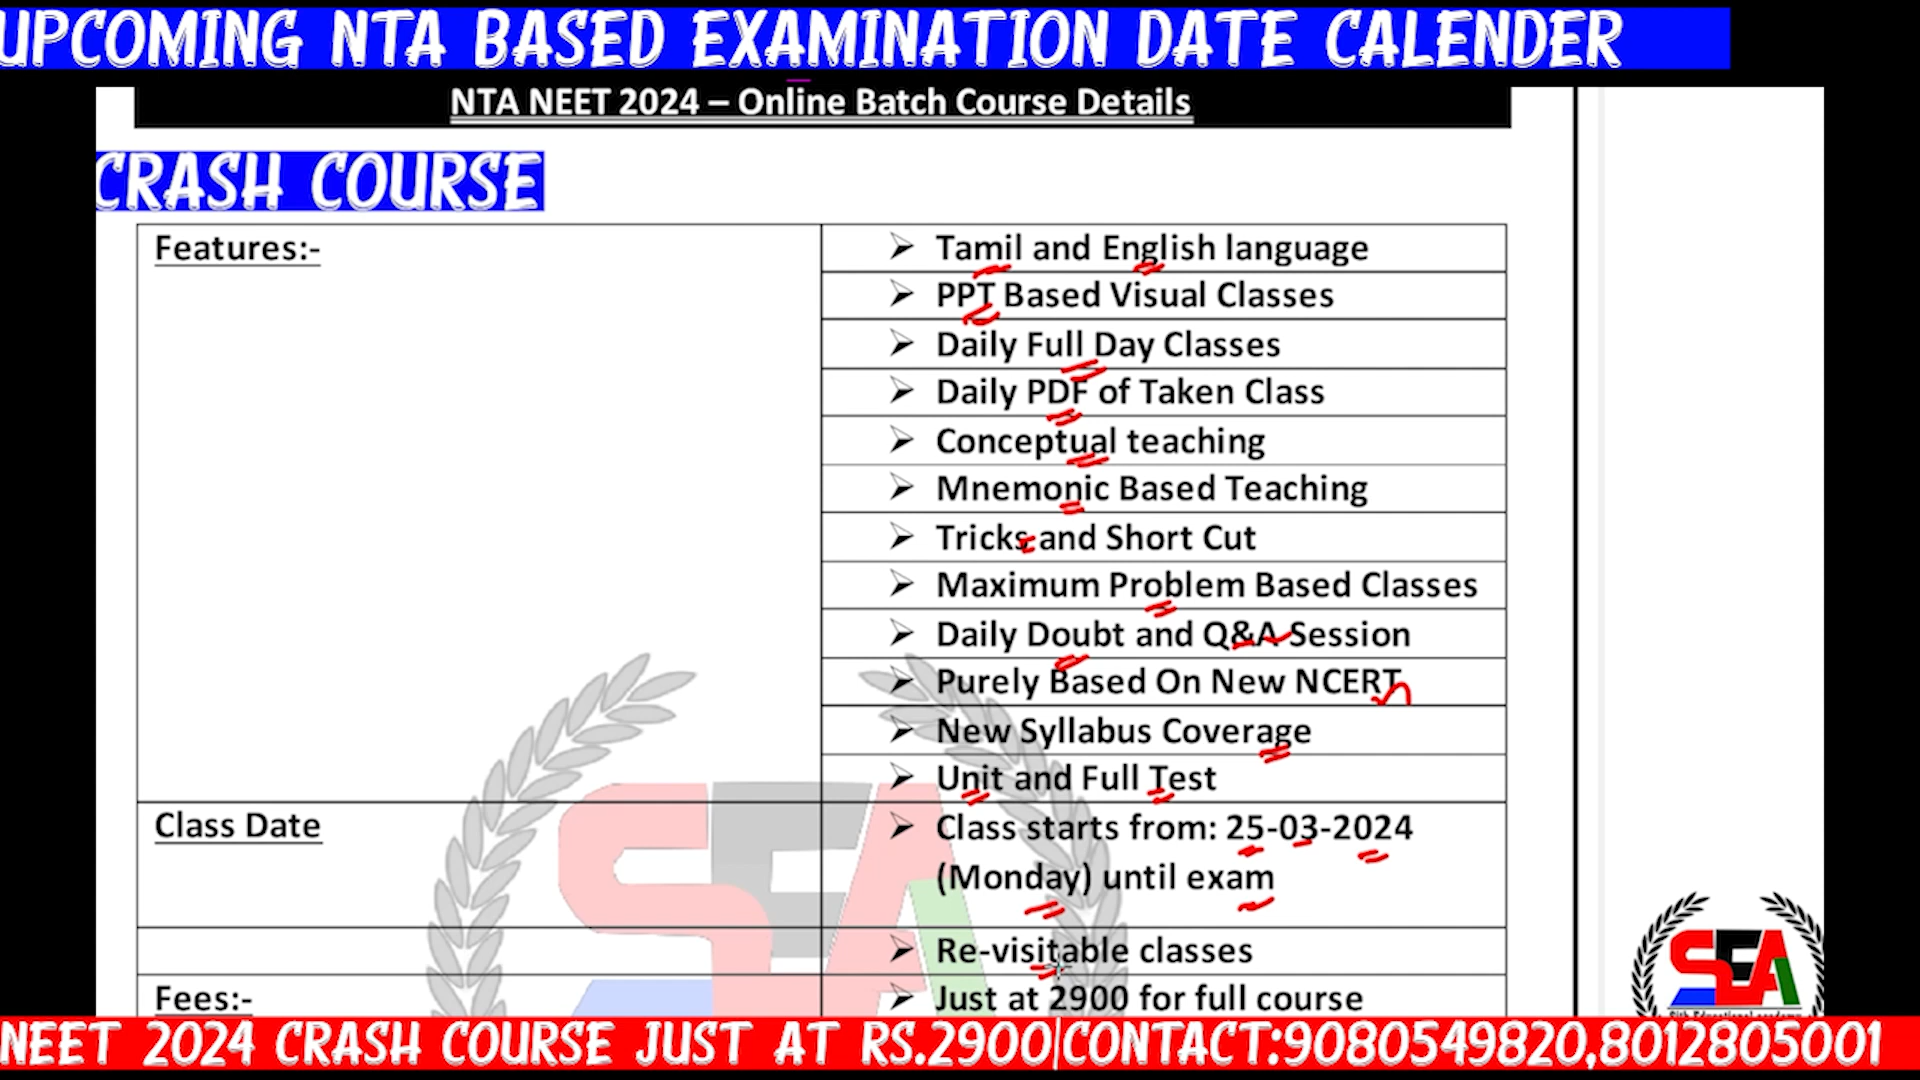 UPCOMING NTA BASED EXAMINATION DATE CALENDER
NTA NEET 2024 – Online Batch Course Details
CRASH COURSE
Features:-
➢ Tamil and English language
➢ PPT Based Visual Classes
➢ Daily Full Day Classes
➢ Daily PDF of Taken Class
➢ Conceptual teaching
➢ Mnemonic Based Teaching
➢ Tricks and Short Cut
➢ Maximum Problem Based Classes
➢ Daily Doubt and Q&A Session
➢ Purely Based On New NCERT
➢ New Syllabus Coverage
➢ Unit and Full Test
Class Date
➢ Class starts from: 25-03-2024
(Monday) until exam
➢ Re-visitable classes
Fees:-
➢ Just at 2900 for full course
SEA
SEA
NEET 2024 CRASH COURSE JUST AT RS.2900|CONTACT:9080549820,8012805001